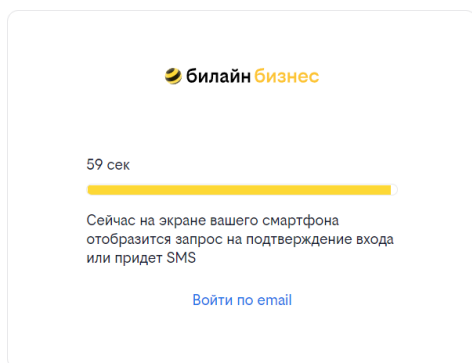 билайн бизнес
59 сек
Сейчас на экране вашего смартфона
отобразится запрос на подтверждение входа
или придет SMS
Войти по email